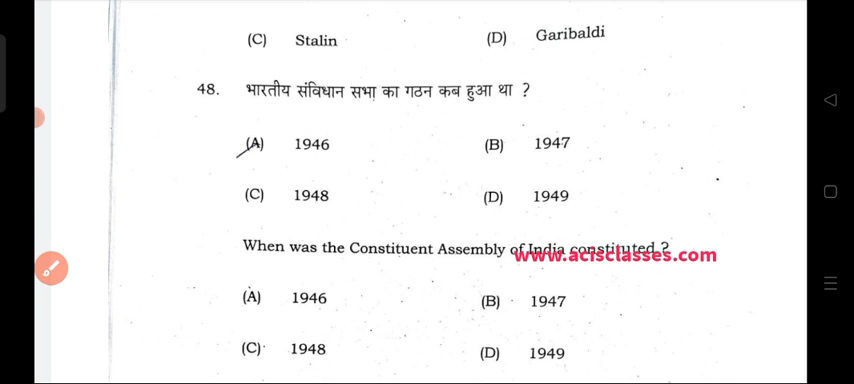 (C) Stalin (D) Garibaldi
48. भारतीय संविधान सभा का गठन कब हुआ था ?
(A) 1946 (B) 1947
(C) 1948 (D) 1949
When was the Constituent Assembly of India constituted ?
www.acisclasses.com
(A) 1946 (B) 1947
(C) 1948 (D) 1949